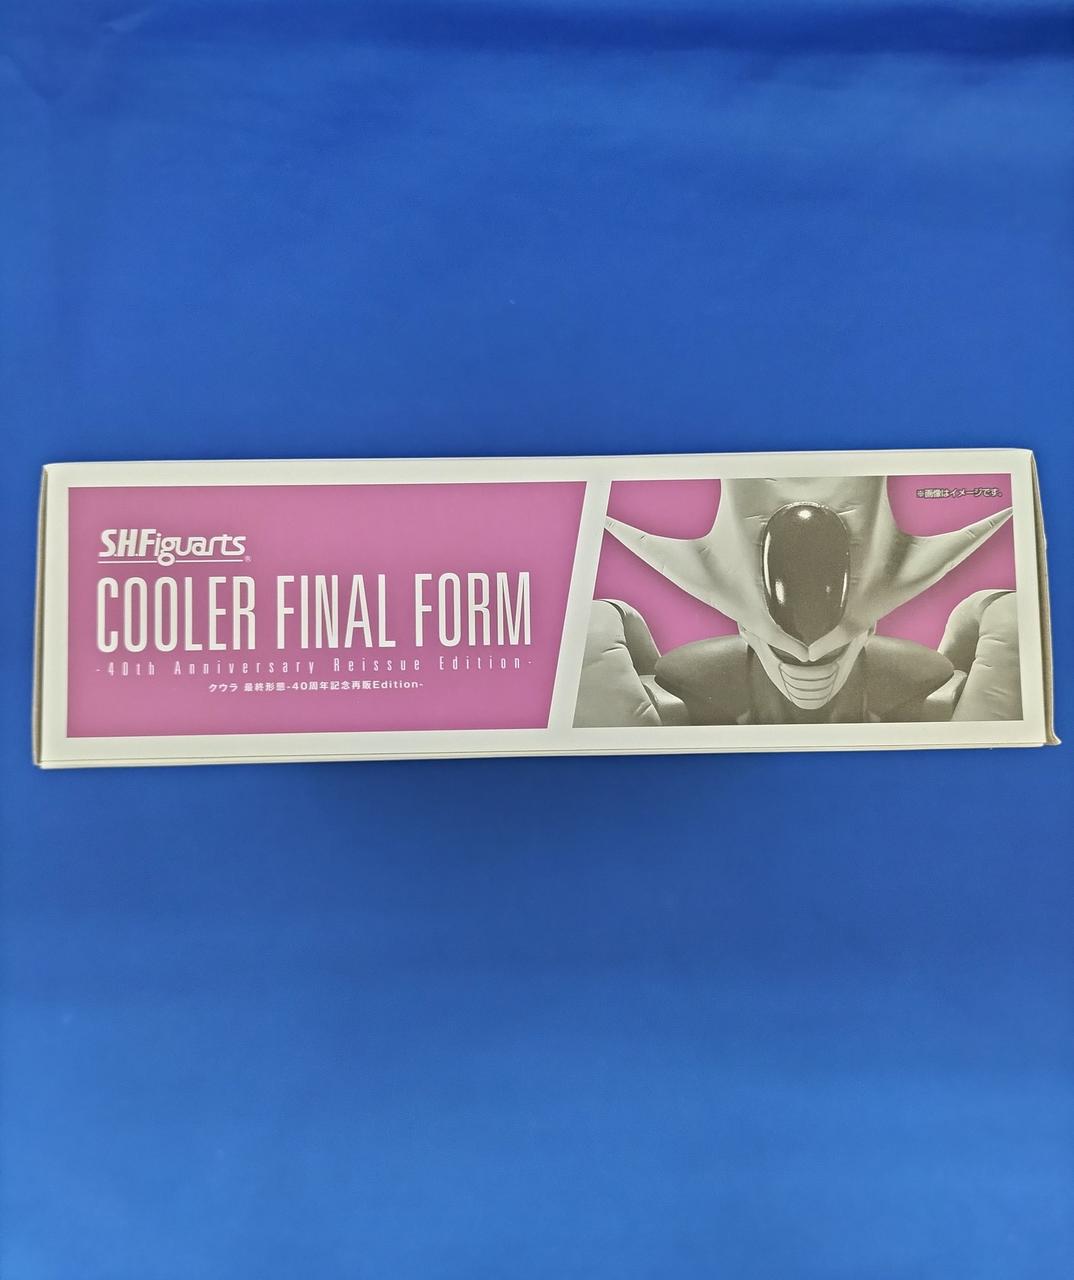 S.H.Figuarts®
COOLER FINAL FORM
-40th Anniversary Reissue Edition-
クウラ 最終形態-40周年記念再販Edition-
※画像はイメージです。